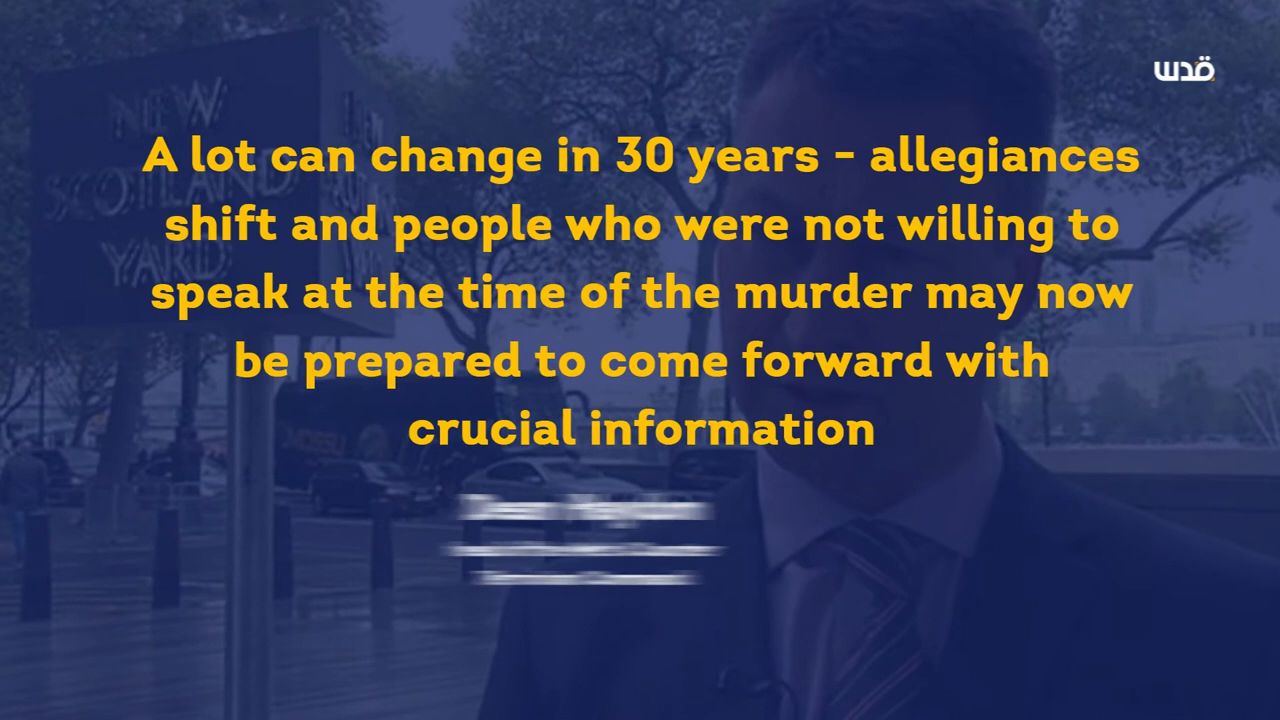 قدس
NEW
SCOTLAND
YARD
A lot can change in 30 years - allegiances
shift and people who were not willing to
speak at the time of the murder may now
be prepared to come forward with
crucial information